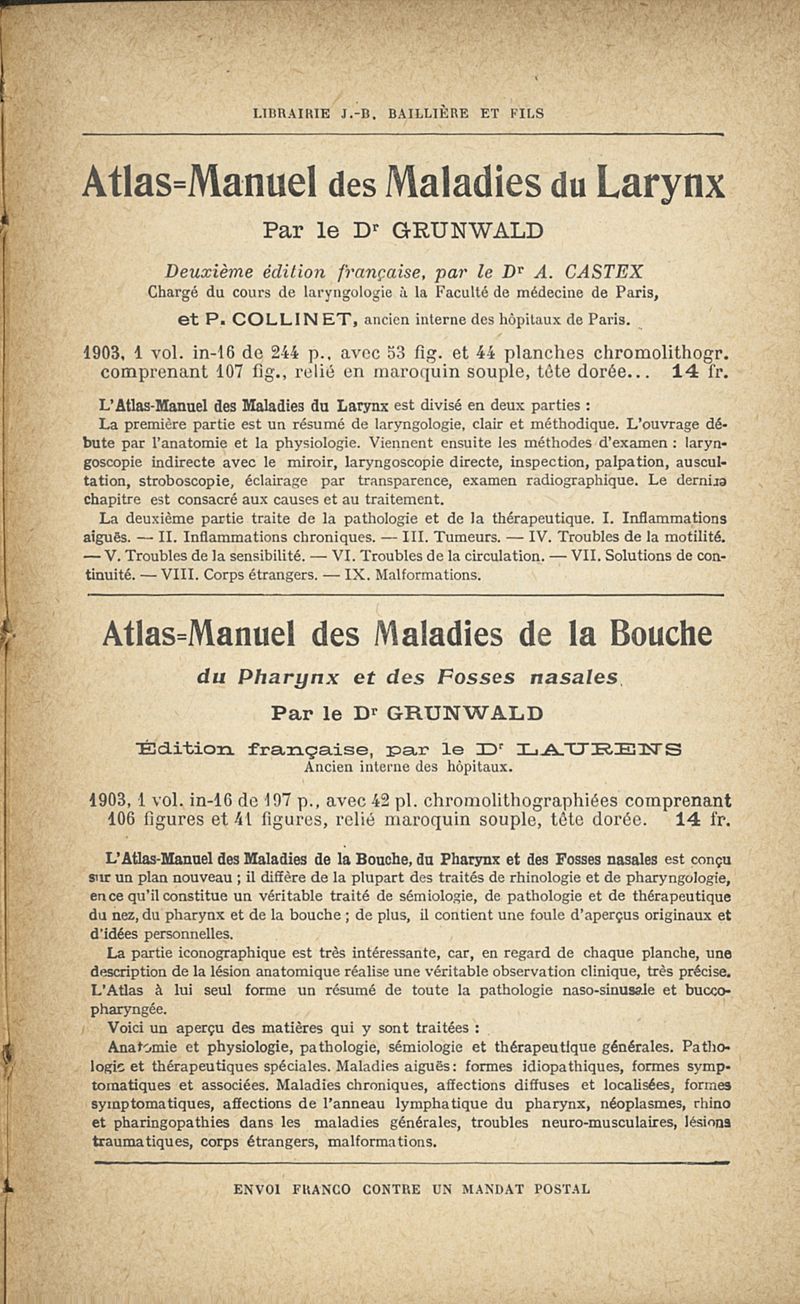 LIBRAIRIE J.-B. BAILLIÈRE ET FILS
Atlas=Manuel des Maladies du Larynx
Par le Dr GRUNWALD
Deuxième édition française, par le Dr A. CASTEX
Chargé du cours de laryngologie à la Faculté de médecine de Paris,
et P. COLLINET, ancien interne des hôpitaux de Paris.
1903, 1 vol. in-16 de 244 p., avec 53 fig. et 44 planches chromolithogr.
comprenant 107 fig., relié en maroquin souple, tête dorée... 14 fr.
L'Atlas-Manuel des Maladies du Larynx est divisé en deux parties :
La première partie est un résumé de laryngologie, clair et méthodique. L'ouvrage dé-
bute par l'anatomie et la physiologie. Viennent ensuite les méthodes d'examen : laryn-
goscopie indirecte avec le miroir, laryngoscopie directe, inspection, palpation, auscul-
tation, stroboscopie, éclairage par transparence, examen radiographique. Le dernier
chapitre est consacré aux causes et au traitement.
La deuxième partie traite de la pathologie et de la thérapeutique. I. Inflammations
aiguës. — II. Inflammations chroniques. — III. Tumeurs. — IV. Troubles de la motilité.
— V. Troubles de la sensibilité. — VI. Troubles de la circulation. — VII. Solutions de con-
tinuité. — VIII. Corps étrangers. — IX. Malformations.
Atlas=Manuel des Maladies de la Bouche
du Pharynx et des Fosses nasales
Par le Dr GRUNWALD
Édition française, par le Dr LAURENS
Ancien interne des hôpitaux.
1903, 1 vol. in-16 de 197 p., avec 42 pl. chromolithographiées comprenant
106 figures et 41 figures, relié maroquin souple, tête dorée. 14 fr.
L'Atlas-Manuel des Maladies de la Bouche, du Pharynx et des Fosses nasales est conçu
sur un plan nouveau ; il diffère de la plupart des traités de rhinologie et de pharyngologie,
en ce qu'il constitue un véritable traité de sémiologie, de pathologie et de thérapeutique
du nez, du pharynx et de la bouche ; de plus, il contient une foule d'aperçus originaux et
d'idées personnelles.
La partie iconographique est très intéressante, car, en regard de chaque planche, une
description de la lésion anatomique réalise une véritable observation clinique, très précise.
L'Atlas à lui seul forme un résumé de toute la pathologie naso-sinusale et bucco-
pharyngée.
Voici un aperçu des matières qui y sont traitées :
Anatomie et physiologie, pathologie, sémiologie et thérapeutique générales. Patho-
logie et thérapeutiques spéciales. Maladies aiguës : formes idiopathiques, formes symp-
tomatiques et associées. Maladies chroniques, affections diffuses et localisées, formes
symptomatiques, affections de l'anneau lymphatique du pharynx, néoplasmes, rhino
et pharingopathies dans les maladies générales, troubles neuro-musculaires, lésions
traumatiques, corps étrangers, malformations.
ENVOI FRANCO CONTRE UN MANDAT POSTAL